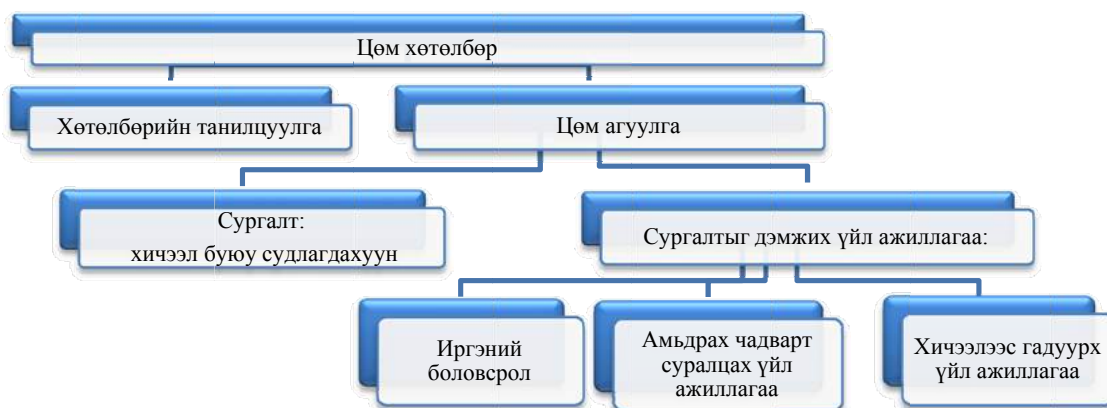 Цөм хөтөлбөр
Хөтөлбөрийн танилцуулга
Цөм агуулга
Сургалт:
хичээл буюу судлагдахуун
Сургалтыг дэмжих үйл ажиллагаа:
Иргэний
боловсрол
Амьдрах чадварт
суралцах үйл
ажиллагаа
Хичээлээс гадуурх
үйл ажиллагаа